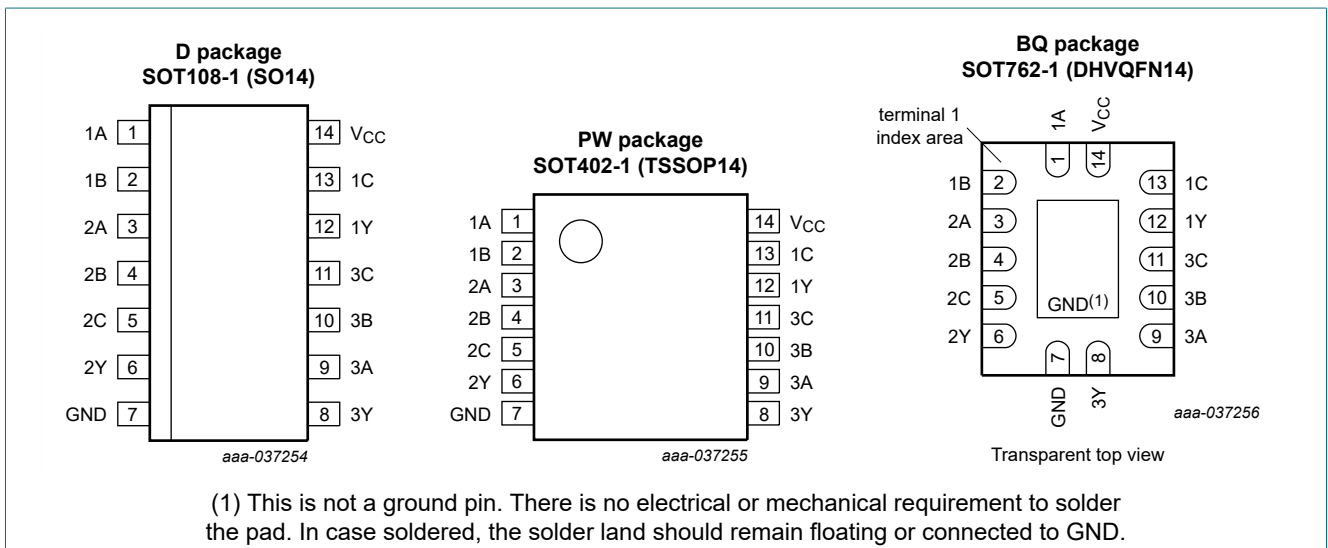 D package
SOT108-1 (SO14)
1A 1
14 VCC
1B 2
13 1C
2A 3
12 1Y
2B 4
11 3C
2C 5
10 3B
2Y 6
9 3A
GND 7
8 3Y
aaa-037254
PW package
SOT402-1 (TSSOP14)
1A 1
14 VCC
1B 2
13 1C
2A 3
12 1Y
2B 4
11 3C
2C 5
10 3B
2Y 6
9 3A
GND 7
8 3Y
aaa-037255
BQ package
SOT762-1 (DHVQFN14)
terminal 1
index area
1A
VCC
1
14
1B 2
13 1C
2A 3
12 1Y
2B 4
11 3C
2C 5
10 3B
GND(1)
2Y 6
9 3A
7
8
GND
3Y
aaa-037256
Transparent top view
(1) This is not a ground pin. There is no electrical or mechanical requirement to solder
the pad. In case soldered, the solder land should remain floating or connected to GND.